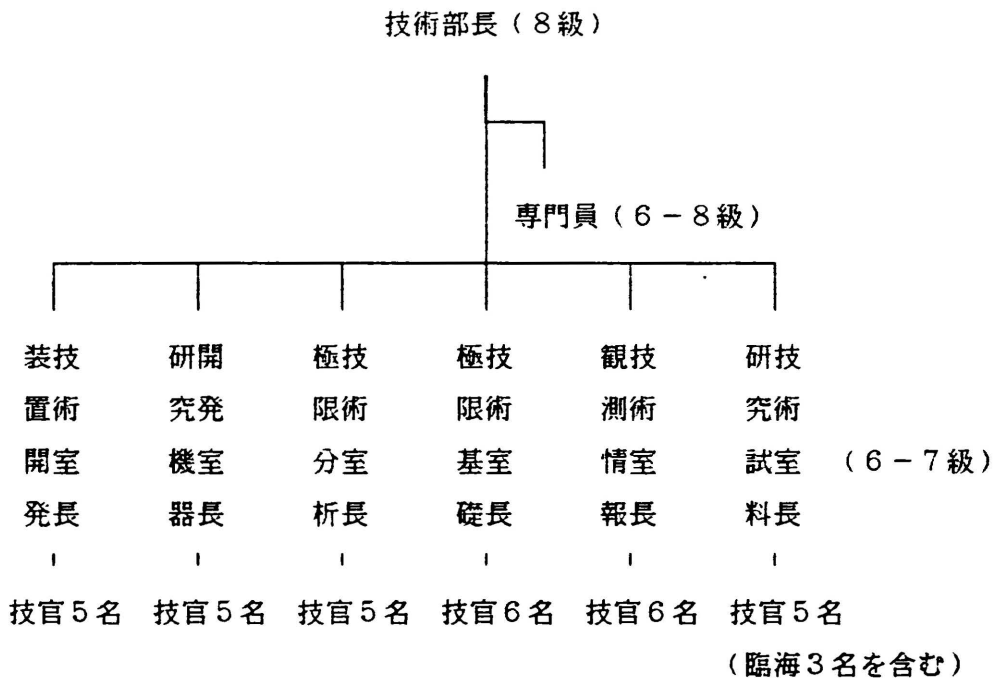 技術部長（8級）
専門員（6－8級）
装置開発
技術室長
研究機器
開発室長
極限分析
技術室長
極限基礎
技術室長
観測情報
技術室長
研究試料
技術室長
（6－7級）
技官5名
技官5名
技官5名
技官6名
技官6名
技官5名
（臨海3名を含む）